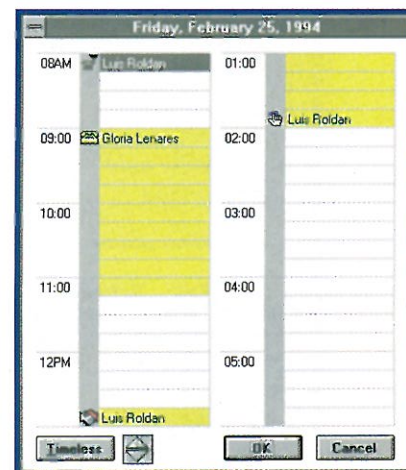 Friday, February 25, 1994
08AM Luis Roldan
09:00 Gloria Lenares
10:00
11:00
12PM
Luis Roldan
01:00
Luis Roldan
02:00
03:00
04:00
05:00
Timeless OK Cancel